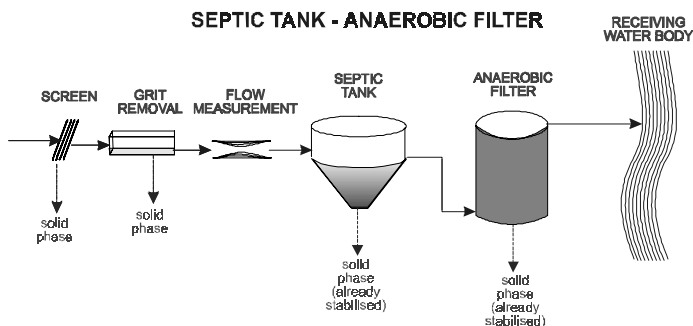 SEPTIC TANK - ANAEROBIC FILTER
RECEIVING
WATER BODY
SCREEN
GRIT
REMOVAL
FLOW
MEASUREMENT
SEPTIC
TANK
ANAEROBIC
FILTER
solid
phase
solid
phase
solid
phase
(already
stabilised)
solid
phase
(already
stabilised)